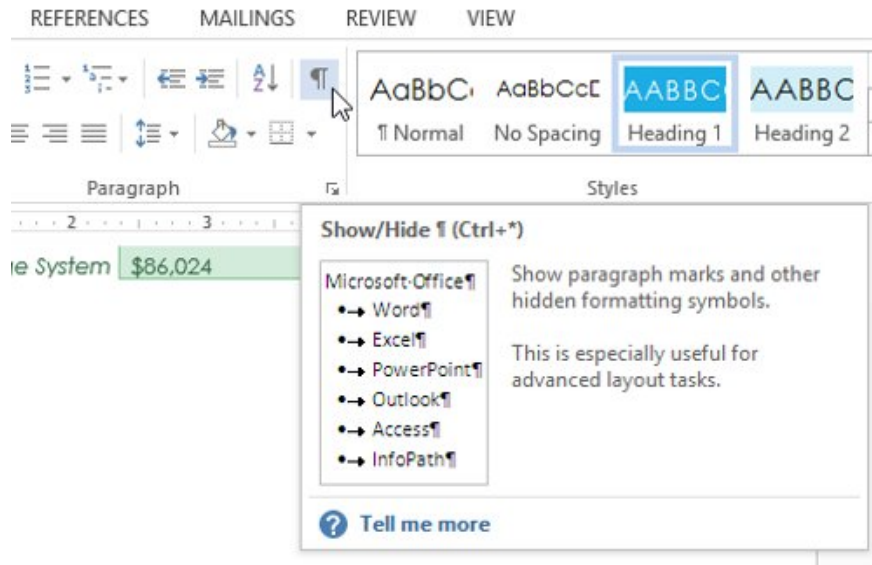 REFERENCES MAILINGS REVIEW VIEW
AaBbC AaBbCcD AABBC AABBC
¶ Normal No Spacing Heading 1 Heading 2
Paragraph Styles
2 3
System $86,024
Show/Hide ¶ (Ctrl+*)
Microsoft·Office¶
•→ Word¶
•→ Excel¶
•→ PowerPoint¶
•→ Outlook¶
•→ Access¶
•→ InfoPath¶
Show paragraph marks and other
hidden formatting symbols.
This is especially useful for
advanced layout tasks.
Tell me more